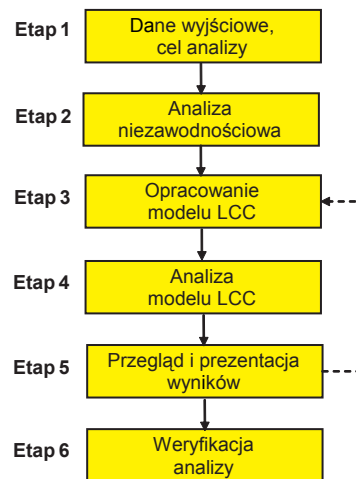 Etap 1
Dane wyjściowe,
cel analizy
Etap 2
Analiza
niezawodnościowa
Etap 3
Opracowanie
modelu LCC
Etap 4
Analiza
modelu LCC
Etap 5
Przegląd i prezentacja
wyników
Etap 6
Weryfikacja
analizy